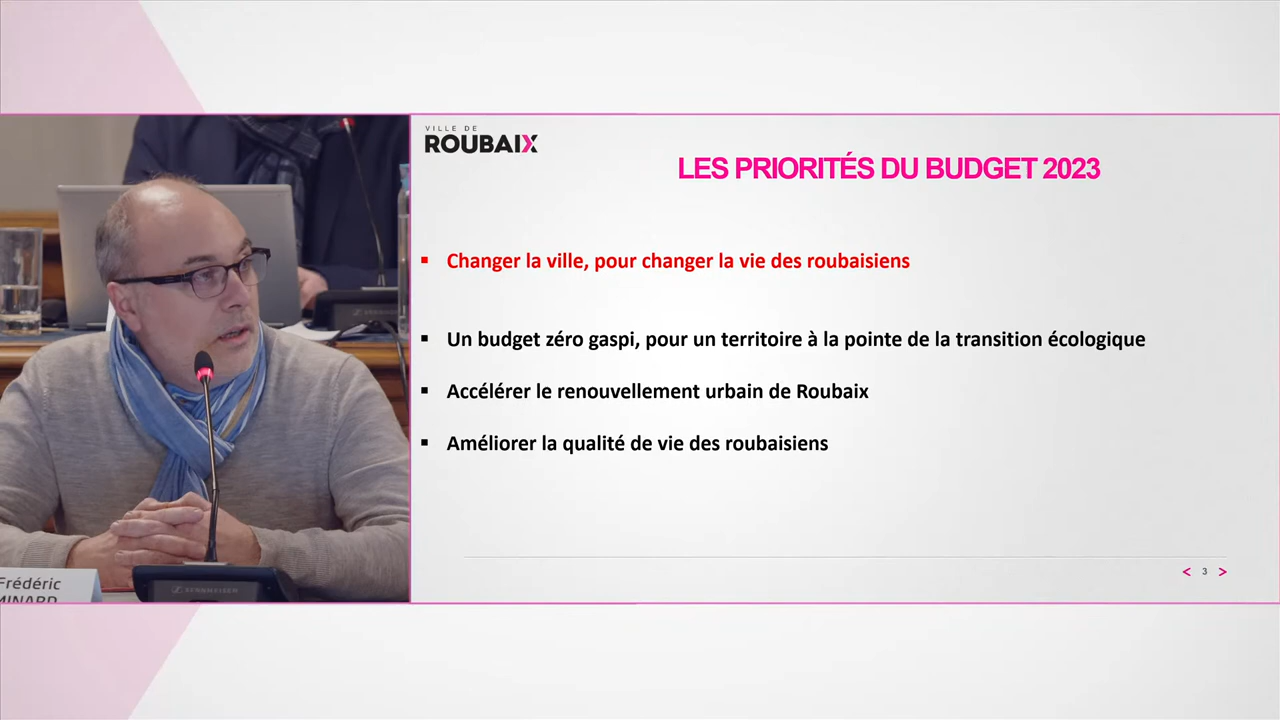 VILLE DE
ROUBAIX
LES PRIORITÉS DU BUDGET 2023
Changer la ville, pour changer la vie des roubaisiens
Un budget zéro gaspi, pour un territoire à la pointe de la transition écologique
Accélérer le renouvellement urbain de Roubaix
Améliorer la qualité de vie des roubaisiens
< 3 >
Frédéric
MINARD
SENNHEISER